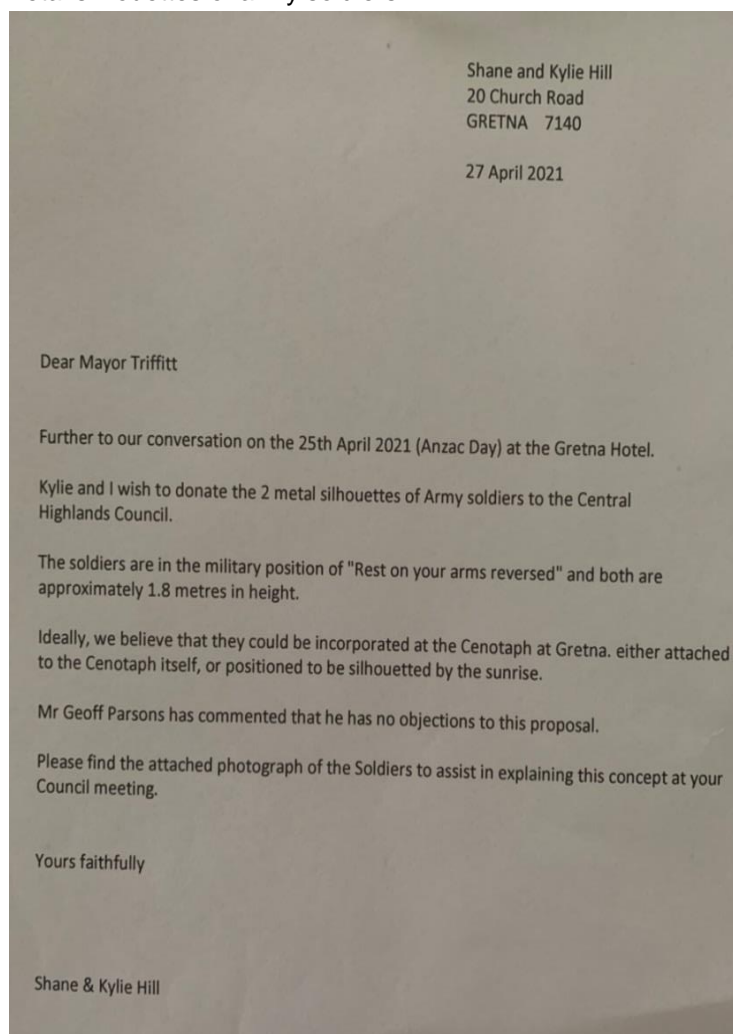 Shane and Kylie Hill
20 Church Road
GRETNA 7140
27 April 2021
Dear Mayor Triffitt
Further to our conversation on the 25th April 2021 (Anzac Day) at the Gretna Hotel.
Kylie and I wish to donate the 2 metal silhouettes of Army soldiers to the Central
Highlands Council.
The soldiers are in the military position of "Rest on your arms reversed" and both are
approximately 1.8 metres in height.
Ideally, we believe that they could be incorporated at the Cenotaph at Gretna. either attached
to the Cenotaph itself, or positioned to be silhouetted by the sunrise.
Mr Geoff Parsons has commented that he has no objections to this proposal.
Please find the attached photograph of the Soldiers to assist in explaining this concept at your
Council meeting.
Yours faithfully
Shane & Kylie Hill